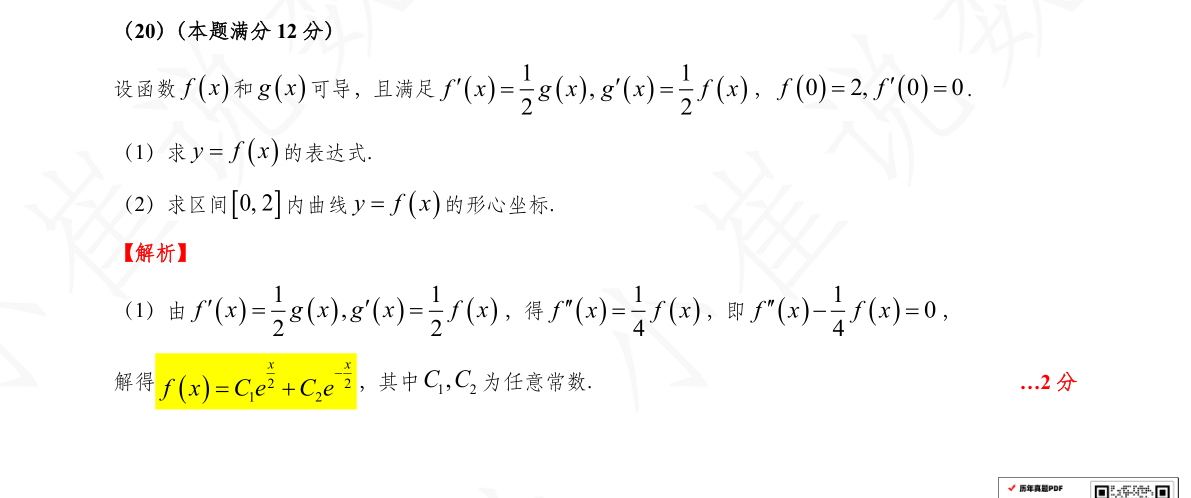 （20）（本题满分 12 分）
设函数 f(x) 和 g(x) 可导，且满足 f′(x)=1/2 g(x), g′(x)=1/2 f(x)，f(0)=2, f′(0)=0.
（1）求 y=f(x) 的表达式.
（2）求区间 [0,2] 内曲线 y=f(x) 的形心坐标.
【解析】
（1）由 f′(x)=1/2 g(x), g′(x)=1/2 f(x)，得 f″(x)=1/4 f(x)，即 f″(x)−1/4 f(x)=0，
解得 f(x)=C₁e^(x/2)+C₂e^(−x/2)，其中 C₁,C₂ 为任意常数. …2 分
历年真题PDF
小崔说数